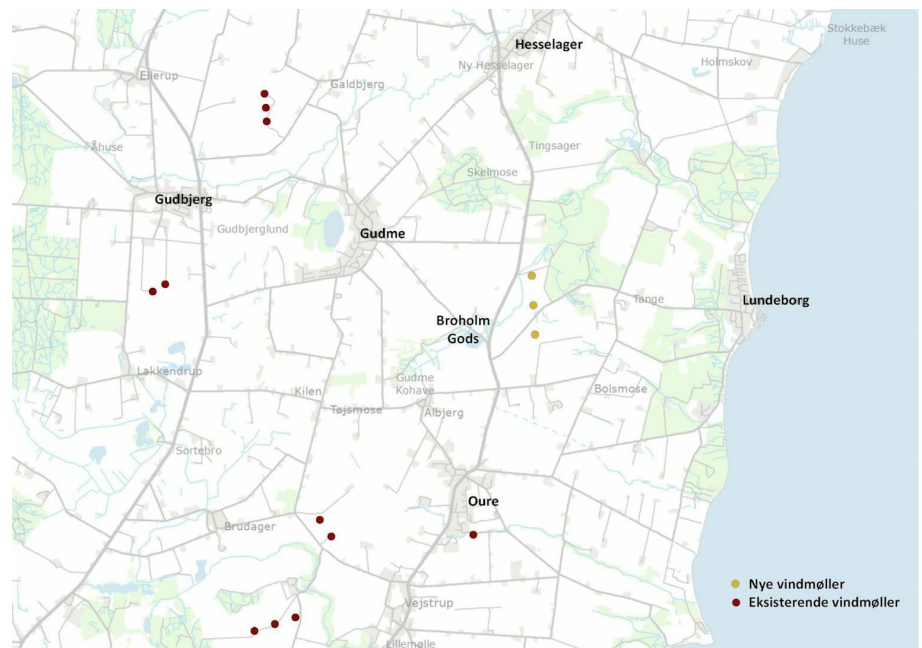 Stokkebæk
Huse
Hesselager
Ny Hesselager
Holmskov
Ellerup
Galdbjerg
Tingsager
Åhuse
Skelmose
Gudbjerg
Gudbjerglund
Gudme
Tange
Lundeborg
Broholm
Gods
Lakkendrup
Gudme
Kohave
Kilen
Bolsmose
Tøjsmose
Albjerg
Sortebro
Oure
Brudager
Nye vindmøller
Eksisterende vindmøller
Vejstrup
Lillemølle